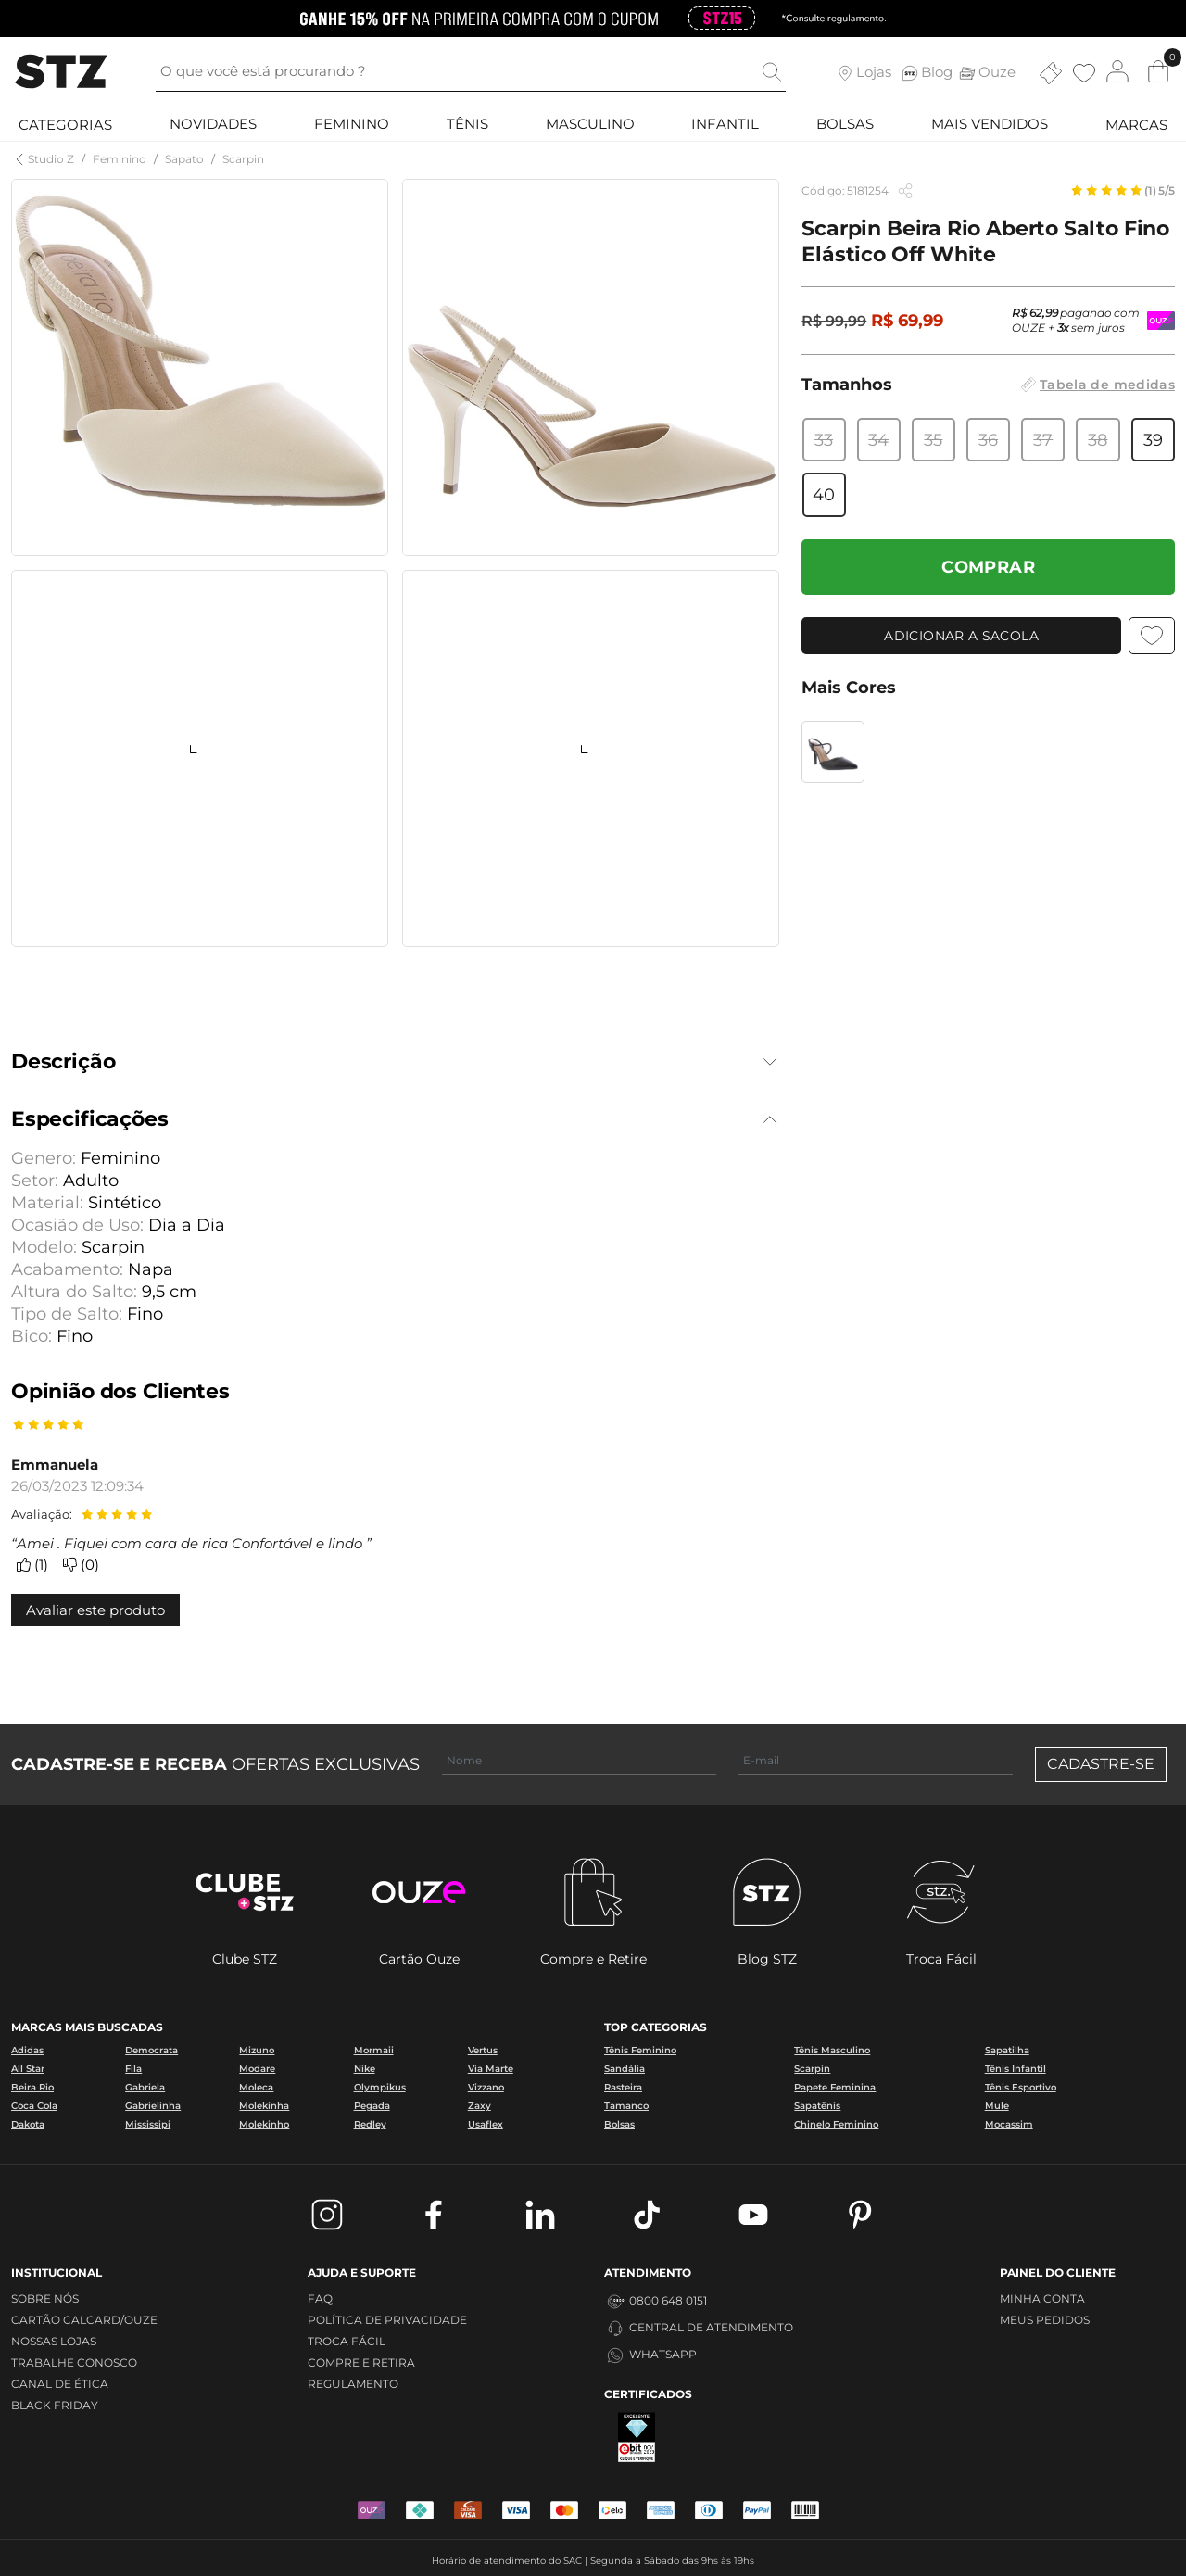 GANHE 15% OFF NA PRIMEIRA COMPRA COM O CUPOM STZ15 *Consulte regulamento.
STZ
O que você está procurando ?
Lojas STZ Blog Ouze
0
CATEGORIAS NOVIDADES FEMININO TÊNIS MASCULINO INFANTIL BOLSAS MAIS VENDIDOS MARCAS
Studio Z / Feminino / Sapato / Scarpin
beira rio
Código: 5181254
(1) 5/5
Scarpin Beira Rio Aberto Salto Fino
Elástico Off White
R$ 99,99 R$ 69,99
R$ 62,99 pagando com
OUZE + 3x sem juros
OUZ
Tamanhos
Tabela de medidas
33 34 35 36 37 38 39
40
COMPRAR
ADICIONAR A SACOLA
Mais Cores
Descrição
Especificações
Genero: Feminino
Setor: Adulto
Material: Sintético
Ocasião de Uso: Dia a Dia
Modelo: Scarpin
Acabamento: Napa
Altura do Salto: 9,5 cm
Tipo de Salto: Fino
Bico: Fino
Opinião dos Clientes
Emmanuela
26/03/2023 12:09:34
Avaliação:
“Amei . Fiquei com cara de rica Confortável e lindo ”
(1) (0)
Avaliar este produto
CADASTRE-SE E RECEBA OFERTAS EXCLUSIVAS
Nome
E-mail
CADASTRE-SE
CLUBE
+STZ
ouze
STZ
stz.
Clube STZ
Cartão Ouze
Compre e Retire
Blog STZ
Troca Fácil
MARCAS MAIS BUSCADAS
Adidas Democrata Mizuno Mormaii Vertus
All Star Fila Modare Nike Via Marte
Beira Rio Gabriela Moleca Olympikus Vizzano
Coca Cola Gabrielinha Molekinha Pegada Zaxy
Dakota Mississipi Molekinho Redley Usaflex
TOP CATEGORIAS
Tênis Feminino Tênis Masculino Sapatilha
Sandália Scarpin Tênis Infantil
Rasteira Papete Feminina Tênis Esportivo
Tamanco Sapatênis Mule
Bolsas Chinelo Feminino Mocassim
INSTITUCIONAL
SOBRE NÓS
CARTÃO CALCARD/OUZE
NOSSAS LOJAS
TRABALHE CONOSCO
CANAL DE ÉTICA
BLACK FRIDAY
AJUDA E SUPORTE
FAQ
POLÍTICA DE PRIVACIDADE
TROCA FÁCIL
COMPRE E RETIRA
REGULAMENTO
ATENDIMENTO
0800 648 0151
CENTRAL DE ATENDIMENTO
WHATSAPP
CERTIFICADOS
EXCELENTE
ebit
PAINEL DO CLIENTE
MINHA CONTA
MEUS PEDIDOS
OUZ
VISA
VISA
elo
PayPal
Horário de atendimento do SAC | Segunda a Sábado das 9hs às 19hs